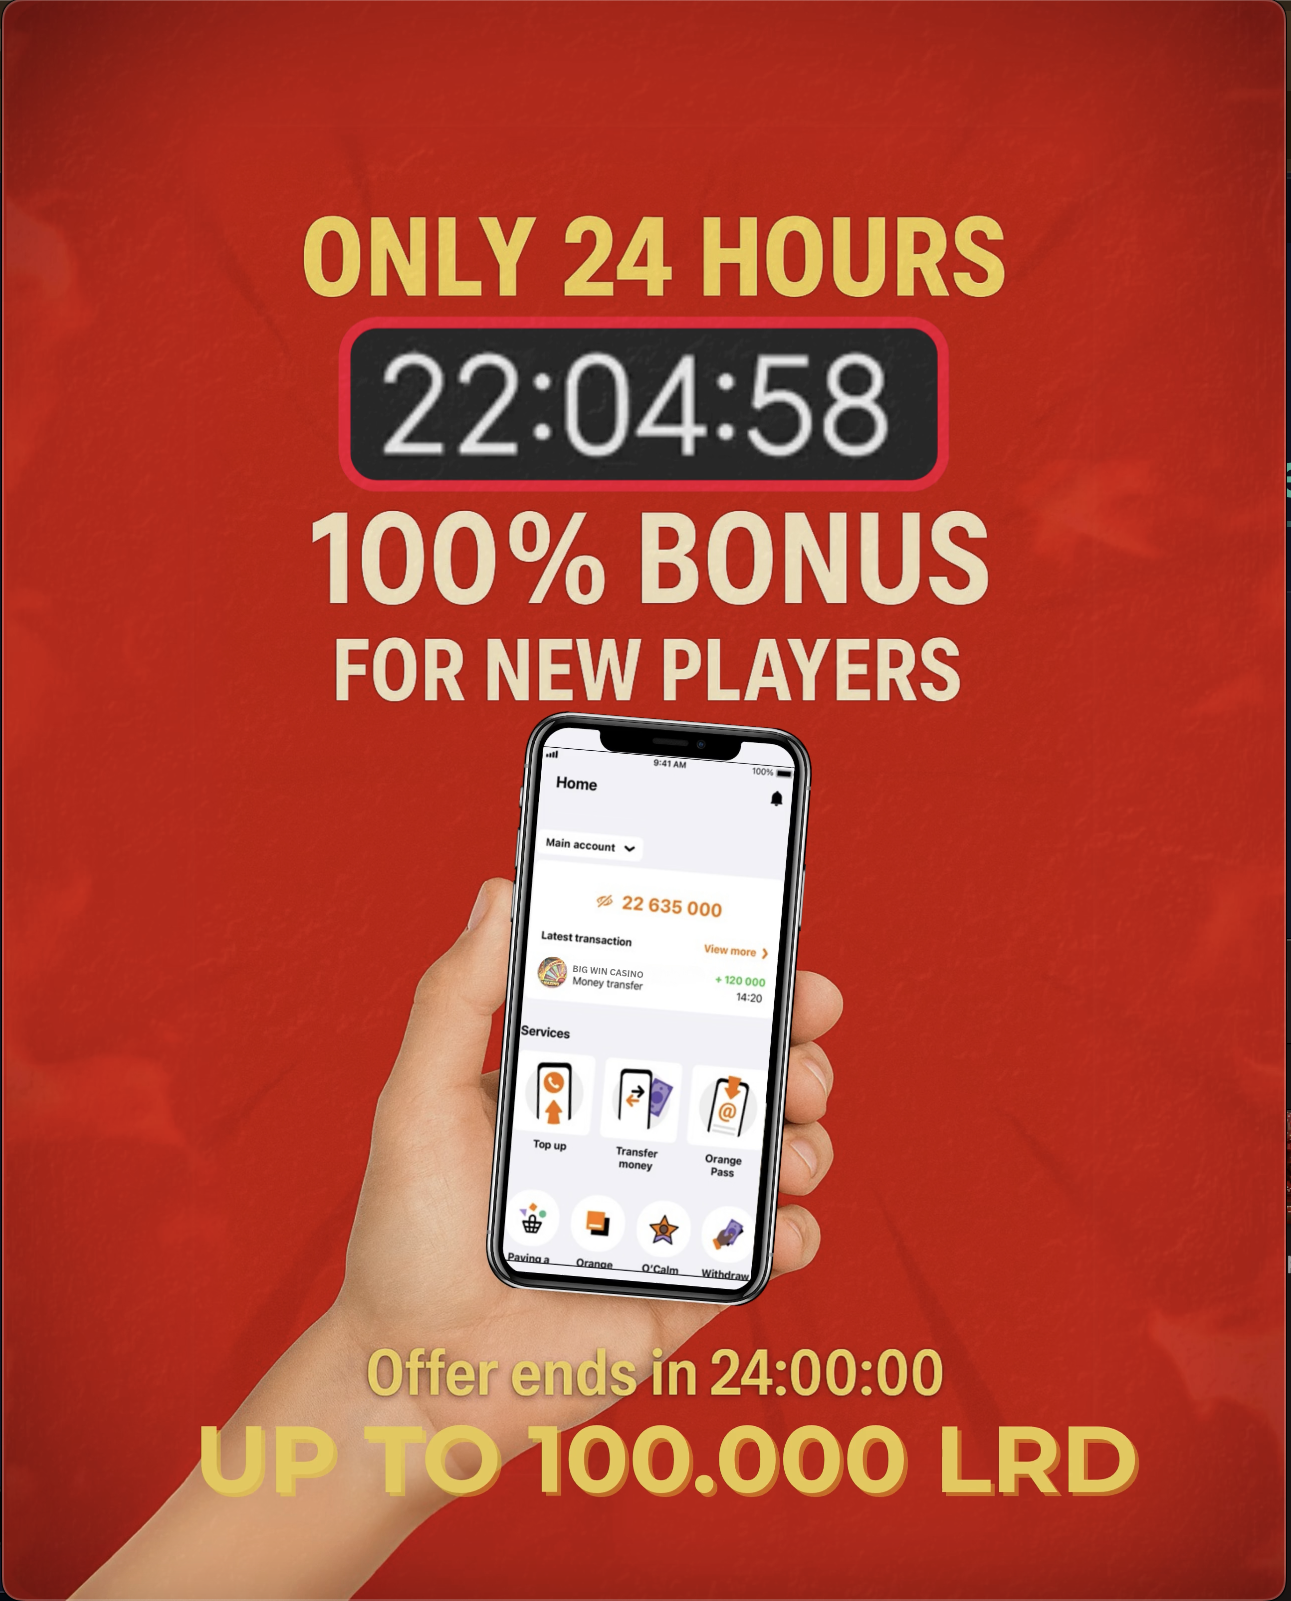 ONLY 24 HOURS
22:04:58
100% BONUS
FOR NEW PLAYERS
9:41 AM
100%
Home
Main account
22 635 000
Latest transaction
View more
BIG WIN CASINO
+ 120 000
Money transfer
14:20
Services
Top up
Transfer
money
Orange
Pass
Paying a
Orange
O'Calm
Withdraw
Offer ends in 24:00:00
UP TO 100.000 LRD